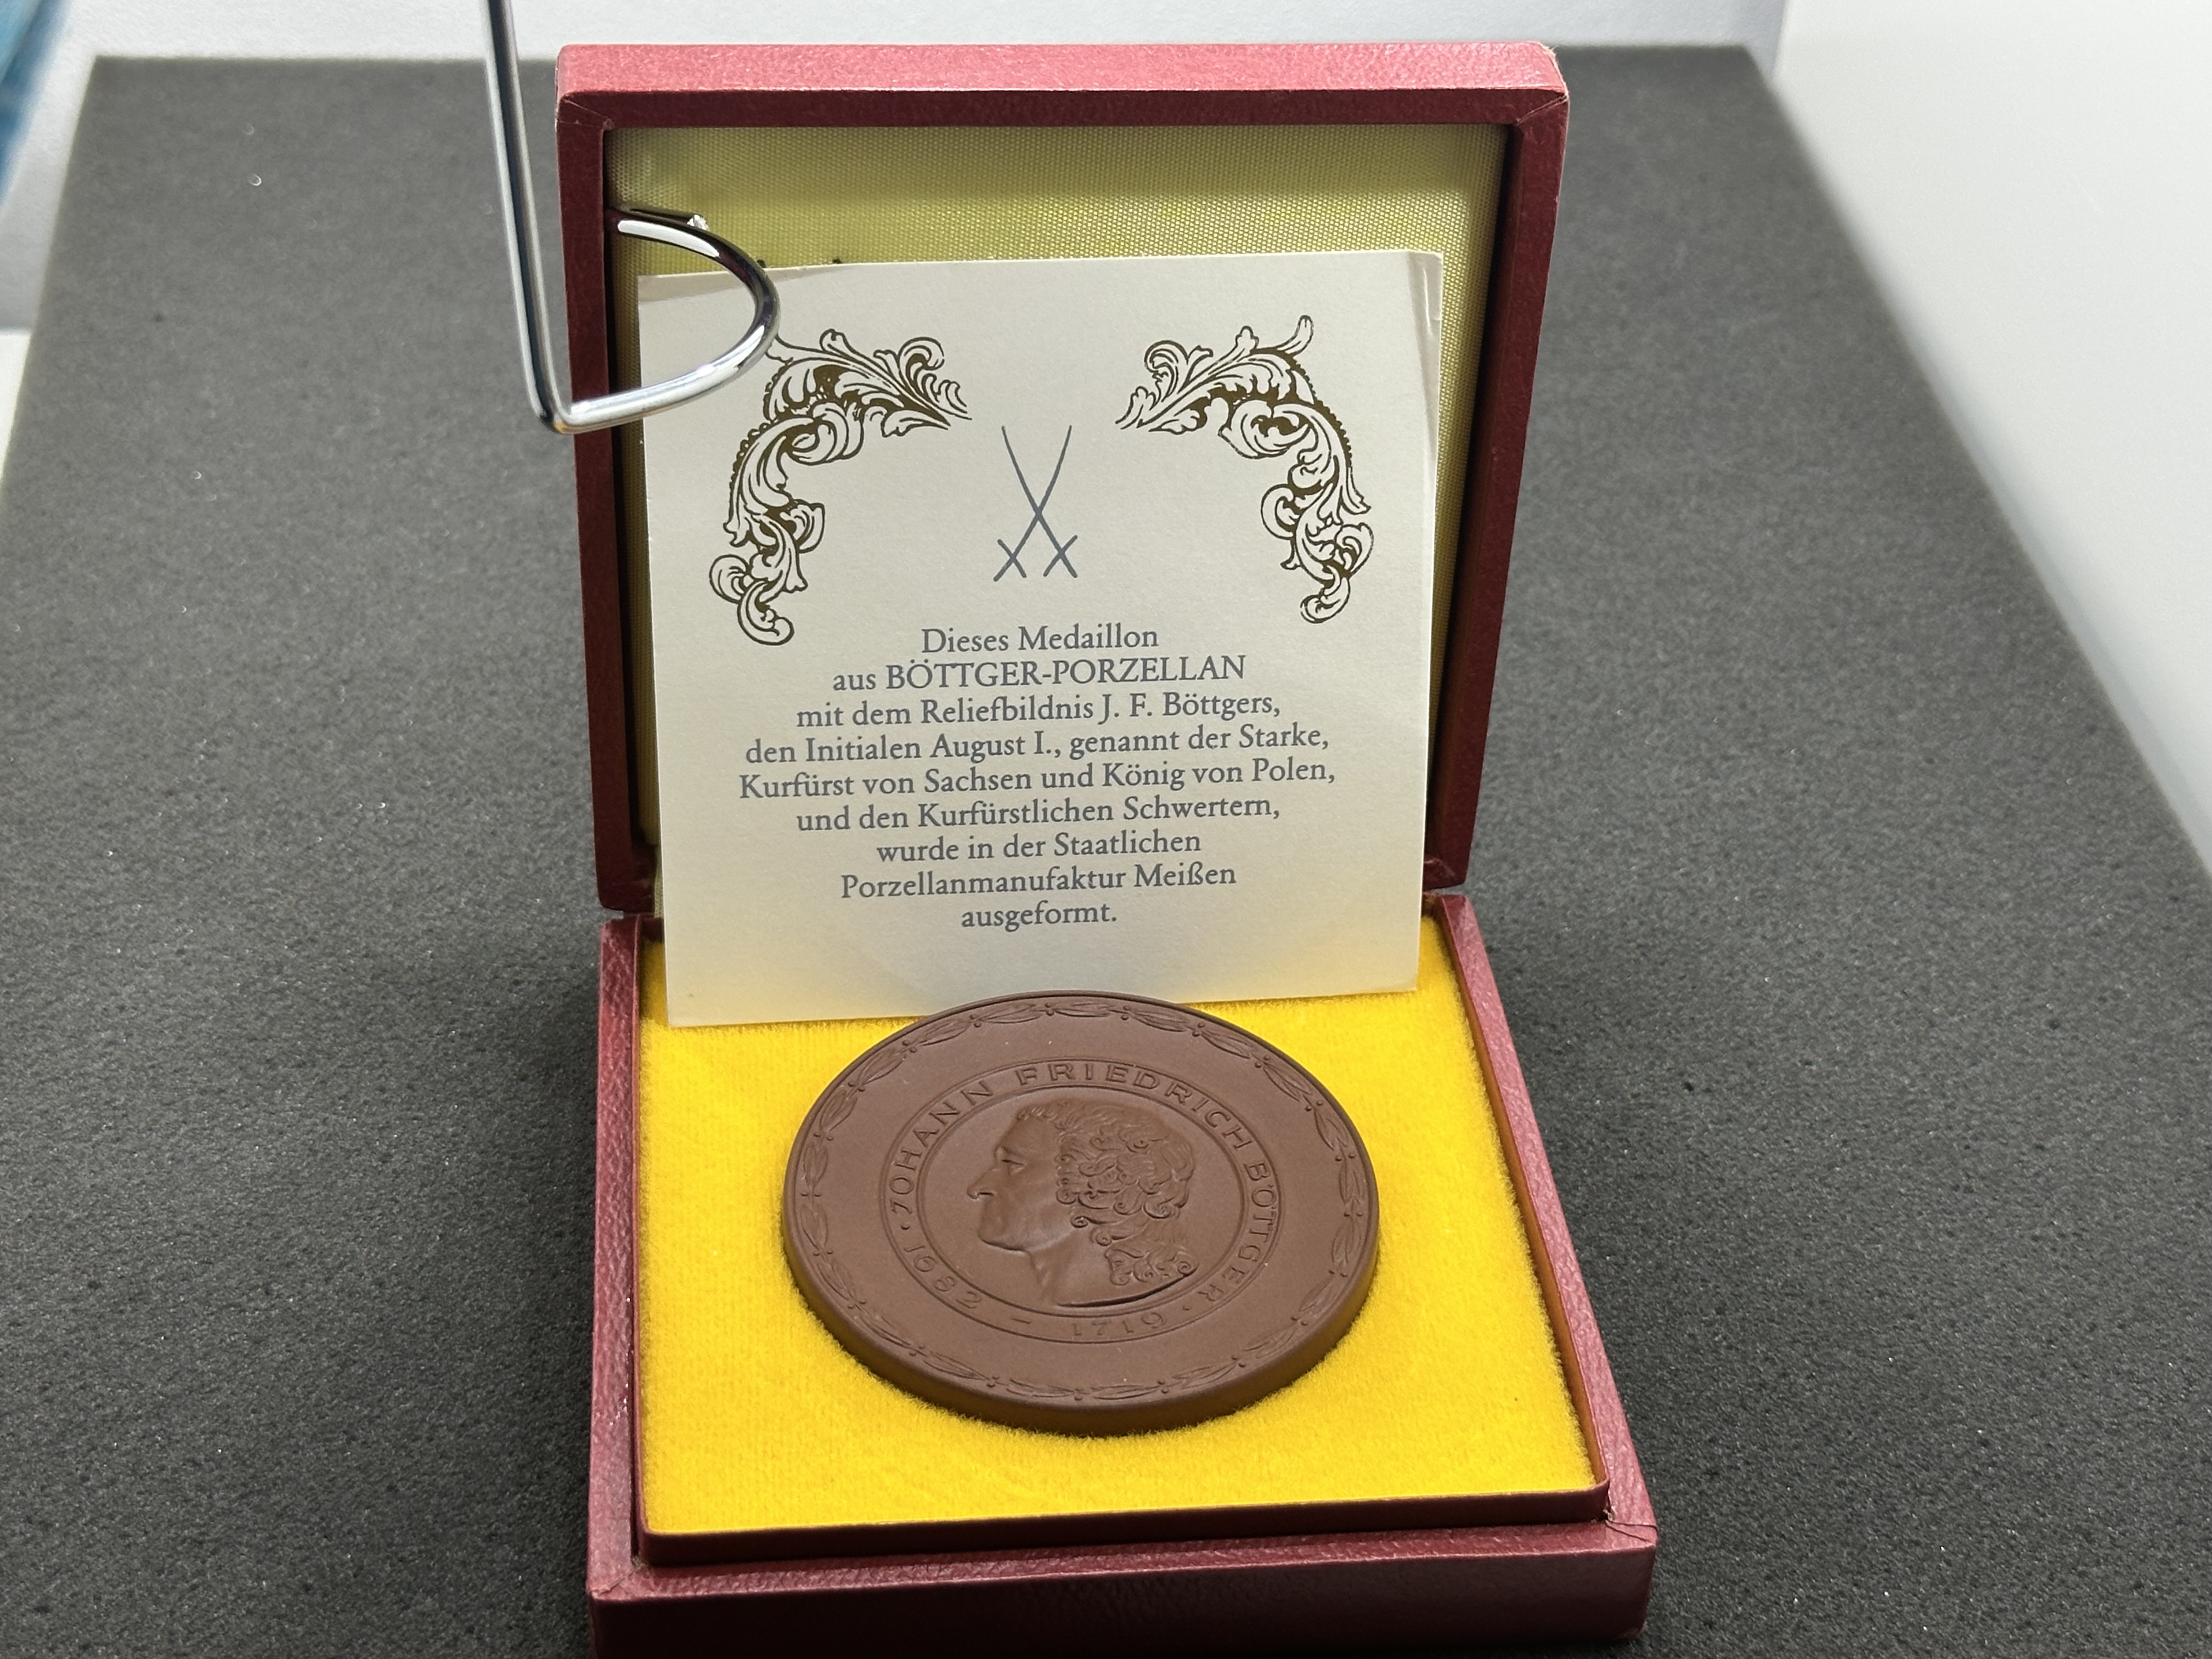 Dieses Medaillon
aus BÖTTGER-PORZELLAN
mit dem Reliefbildnis J. F. Böttgers,
den Initialen August I., genannt der Starke,
Kurfürst von Sachsen und König von Polen,
und den Kurfürstlichen Schwertern,
wurde in der Staatlichen
Porzellanmanufaktur Meißen
ausgeformt.
· JOHANN FRIEDRICH BÖTTGER ·
1682 – 1719